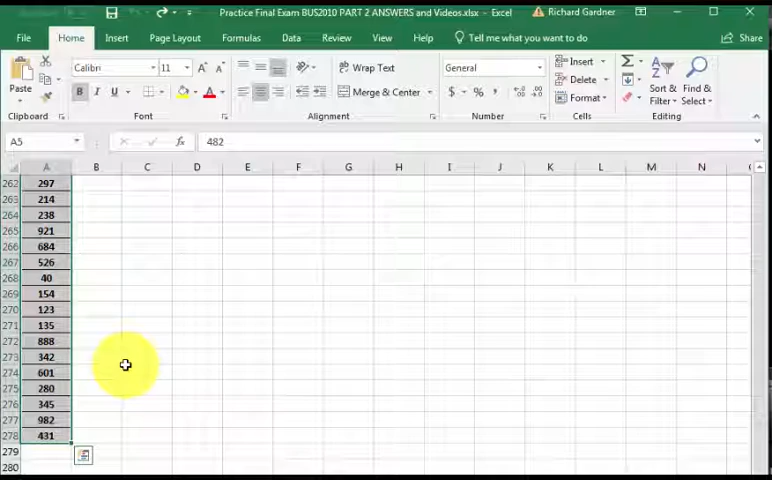 Practice Final Exam BUS2010 PART 2 ANSWERS and Videos.xlsx - Excel
Richard Gardner
File Home Insert Page Layout Formulas Data Review View Help Tell me what you want to do Share
Calibri 11 Wrap Text General Insert
Paste B I U Merge & Center $ % , Delete Sort & Find &
Format Filter Select
Clipboard Font Alignment Number Cells Editing
A5 fx 482
A B C D E F G H I J K L M N
262 297
263 214
264 238
265 921
266 684
267 526
268 40
269 154
270 123
271 135
272 888
273 342
274 601
275 280
276 345
277 982
278 431
279
280